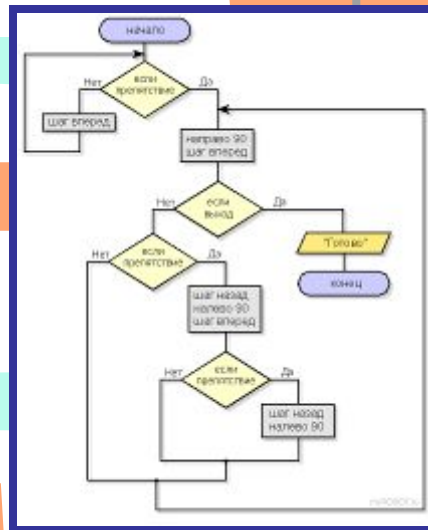 начало
если
препятствие
Нет
Да
шаг вперед
направо 90
шаг вперед
если
выход
Нет
Да
"Готово"
конец
если
препятствие
Нет
Да
шаг назад
налево 90
шаг вперед
если
препятствие
Нет
Да
шаг назад
налево 90